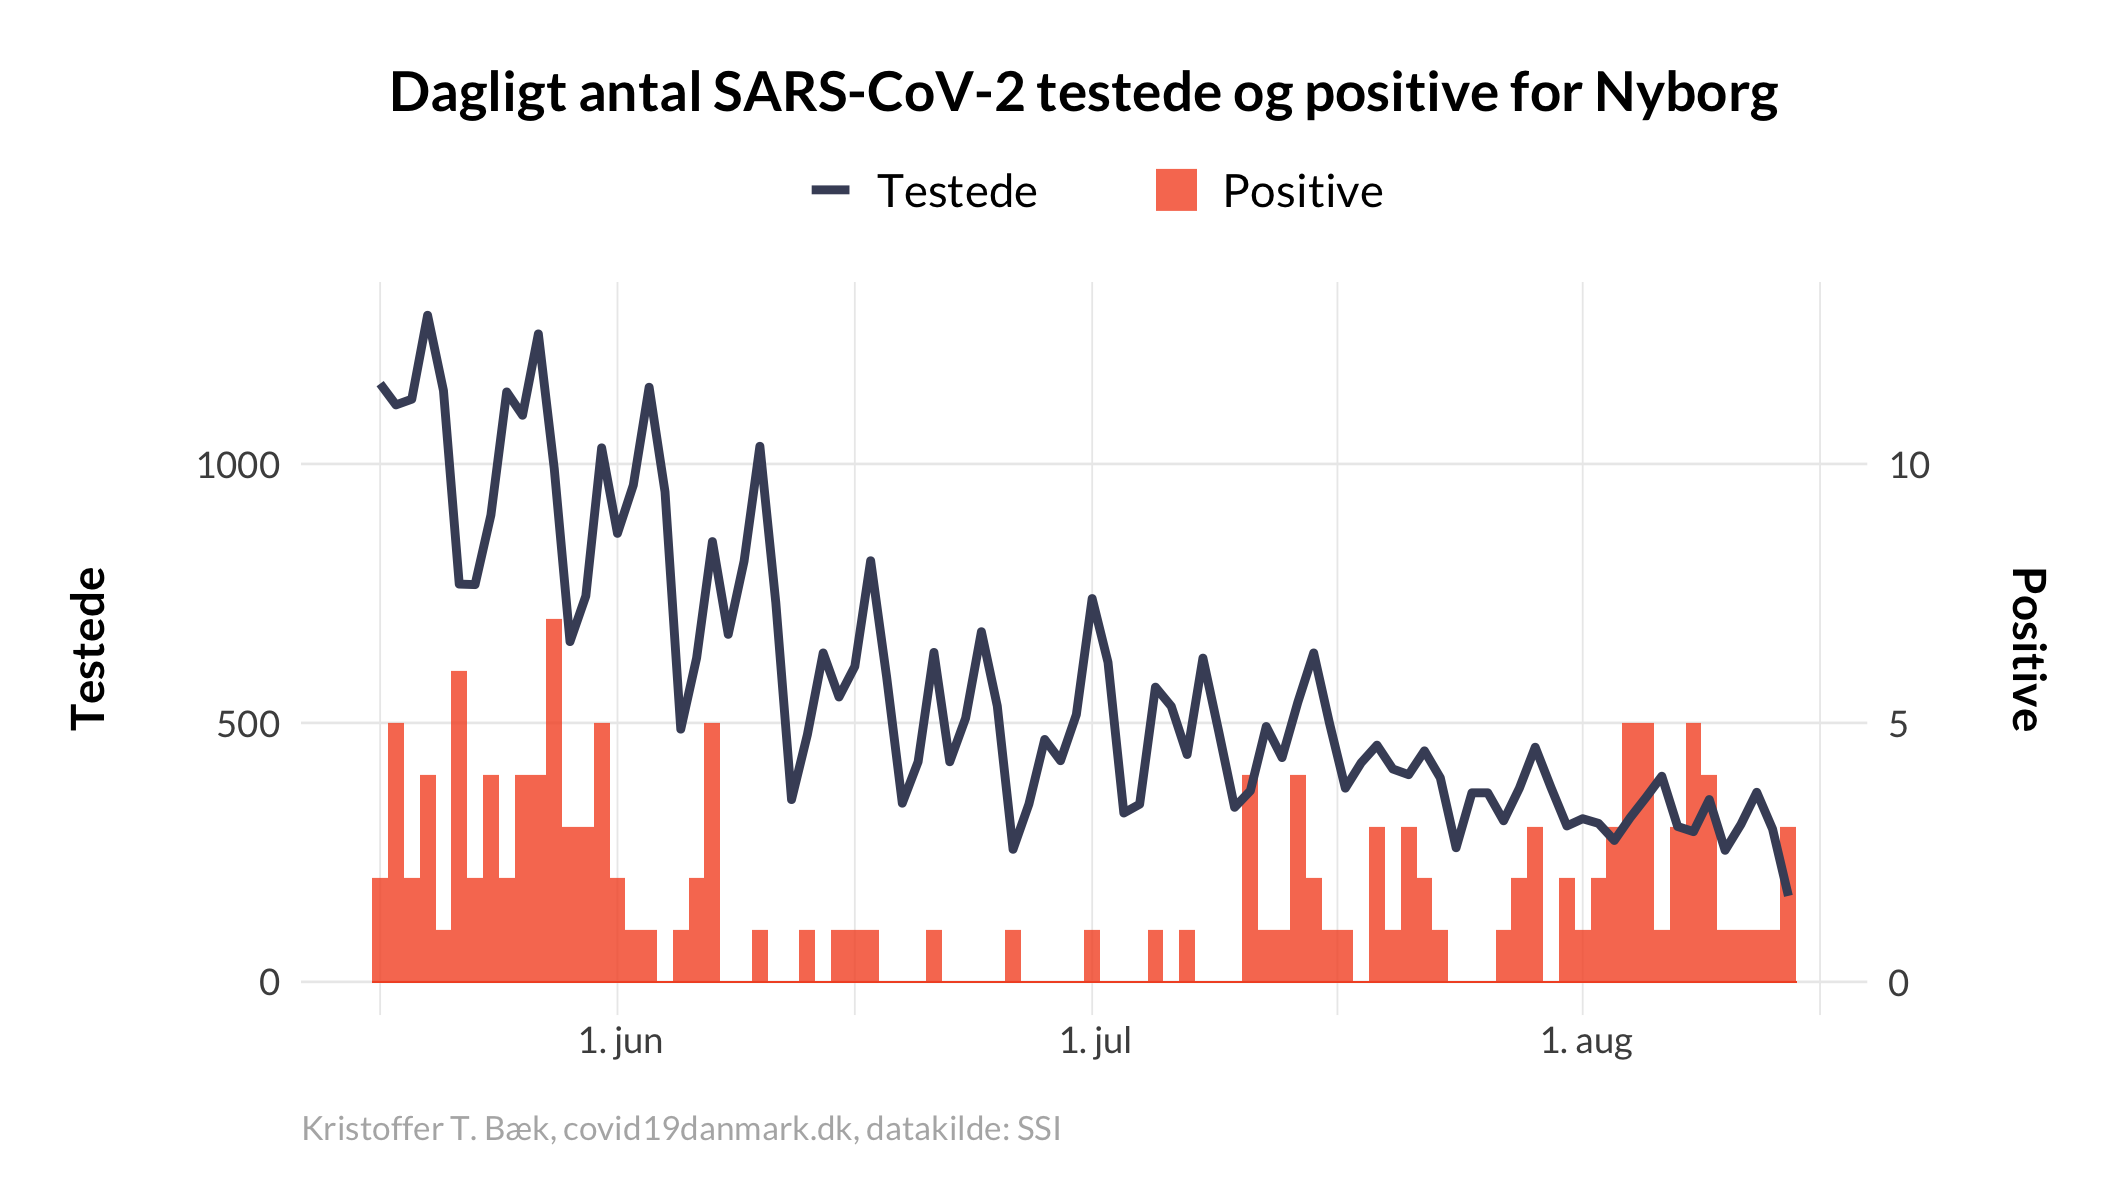 Dagligt antal SARS-CoV-2 testede og positive for Nyborg
Testede Positive
1000 10
500 5
0 0
Testede
Positive
1. jun 1. jul 1. aug
Kristoffer T. Bæk, covid19danmark.dk, datakilde: SSI